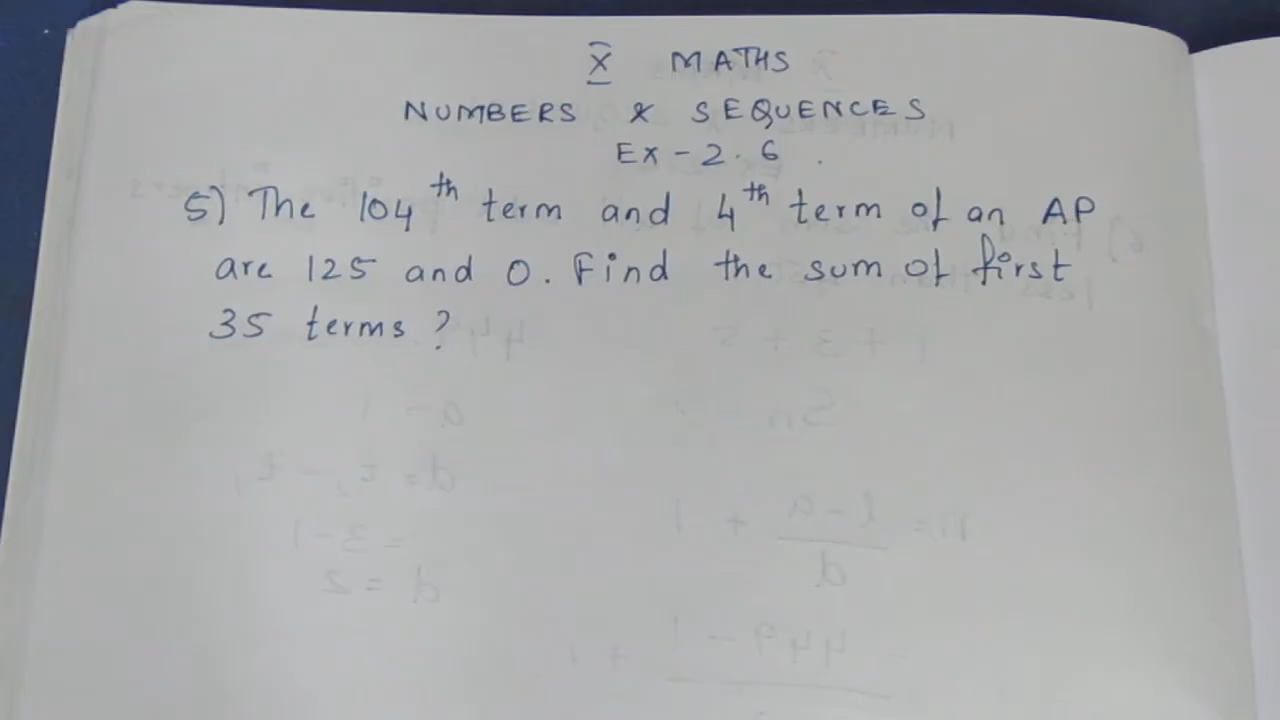 X MATHS
NUMBERS & SEQUENCES
Ex - 2.6.
5) The 104th term and 4th term of an AP
are 125 and 0. Find the sum of first
35 terms ?